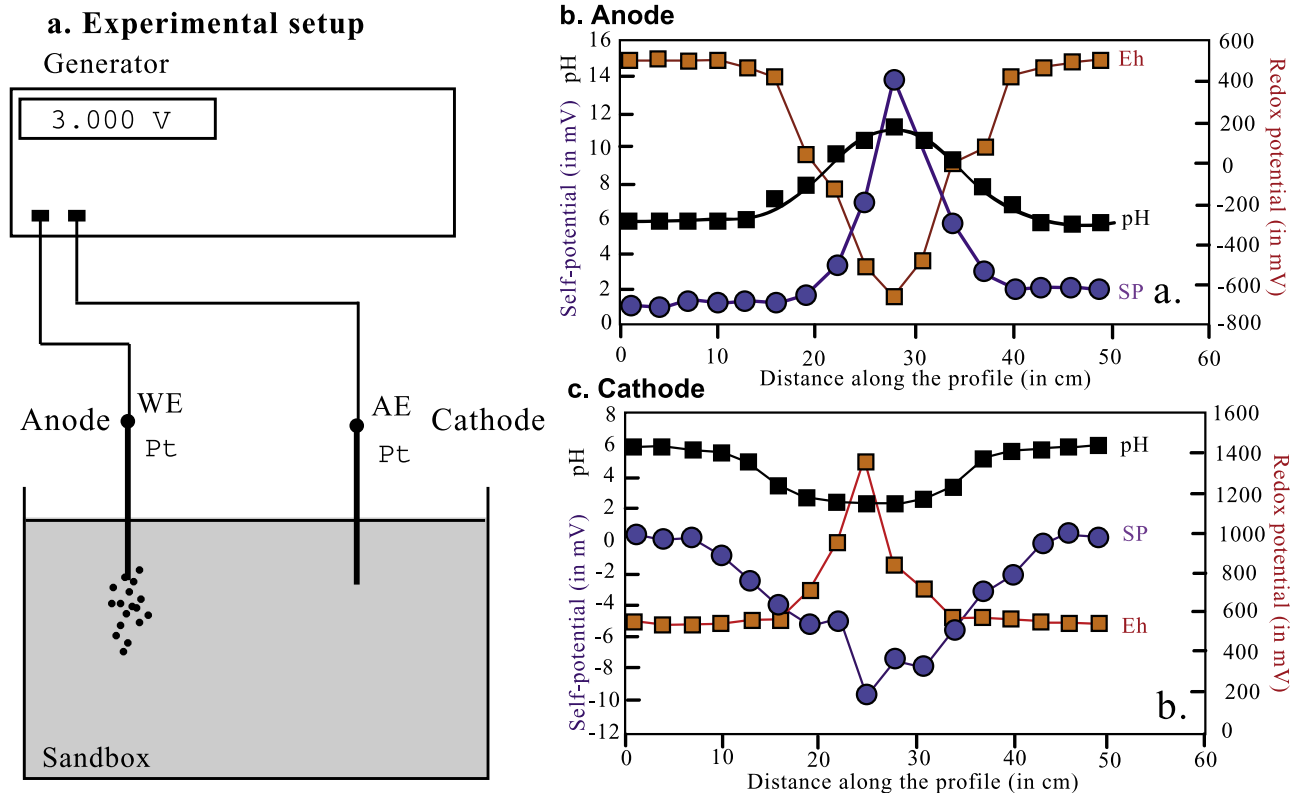 a. Experimental setup
Generator
3.000 V
Anode
WE
Pt
AE
Pt
Cathode
Sandbox
b. Anode
16
14
12
10
8
6
4
2
0
pH
Self-potential (in mV)
600
400
200
0
-200
-400
-600
-800
Redox potential
(in mV)
Eh
pH
SP
a.
0
10
20
30
40
50
60
Distance along the profile (in cm)
c. Cathode
8
6
4
2
0
-2
-4
-6
-8
-10
-12
pH
Self-potential (in mV)
1600
1400
1200
1000
800
600
400
200
0
Redox potential
(in mV)
pH
SP
Eh
b.
0
10
20
30
40
50
60
Distance along the profile (in cm)